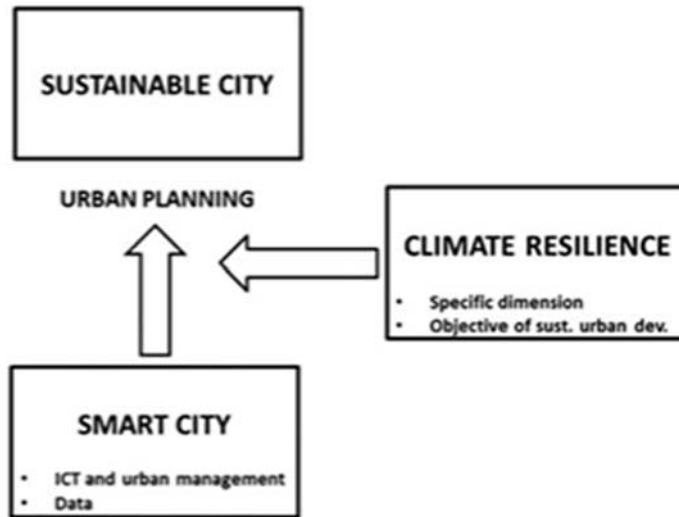 SUSTAINABLE CITY
URBAN PLANNING
CLIMATE RESILIENCE
• Specific dimension
• Objective of sust. urban dev.
SMART CITY
• ICT and urban management
• Data